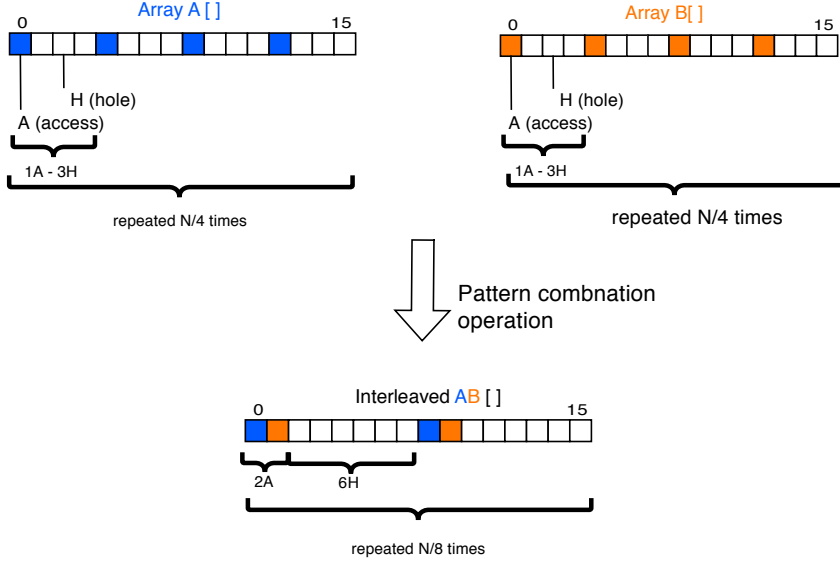 Array A [ ]
0
15
H (hole)
A (access)
1A - 3H
repeated N/4 times
Array B[ ]
0
15
H (hole)
A (access)
1A - 3H
repeated N/4 times
Pattern combnation
operation
Interleaved AB [ ]
0
15
2A
6H
repeated N/8 times